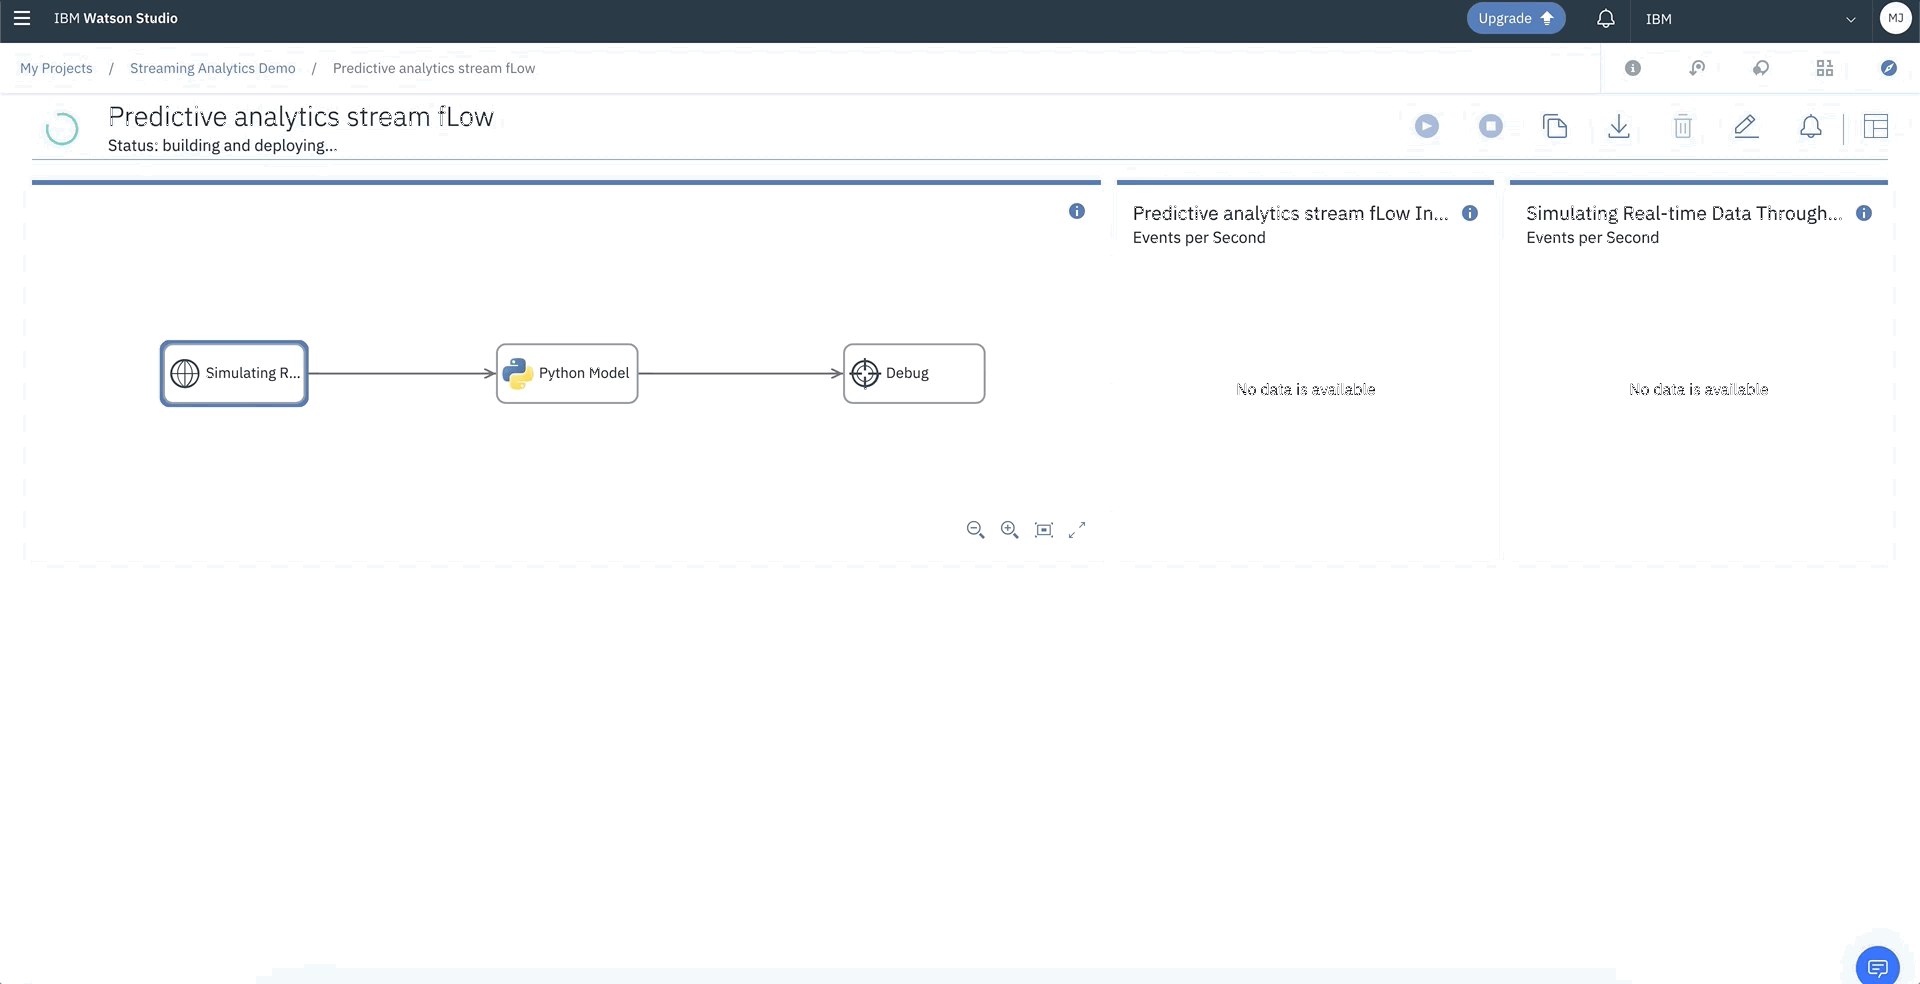 IBM Watson Studio
Upgrade
IBM
MJ
My Projects / Streaming Analytics Demo / Predictive analytics stream fLow
Predictive analytics stream fLow
Status: building and deploying...
Predictive analytics stream fLow In...
Events per Second
No data is available
Simulating Real-time Data Through...
Events per Second
No data is available
Simulating R...
Python Model
Debug